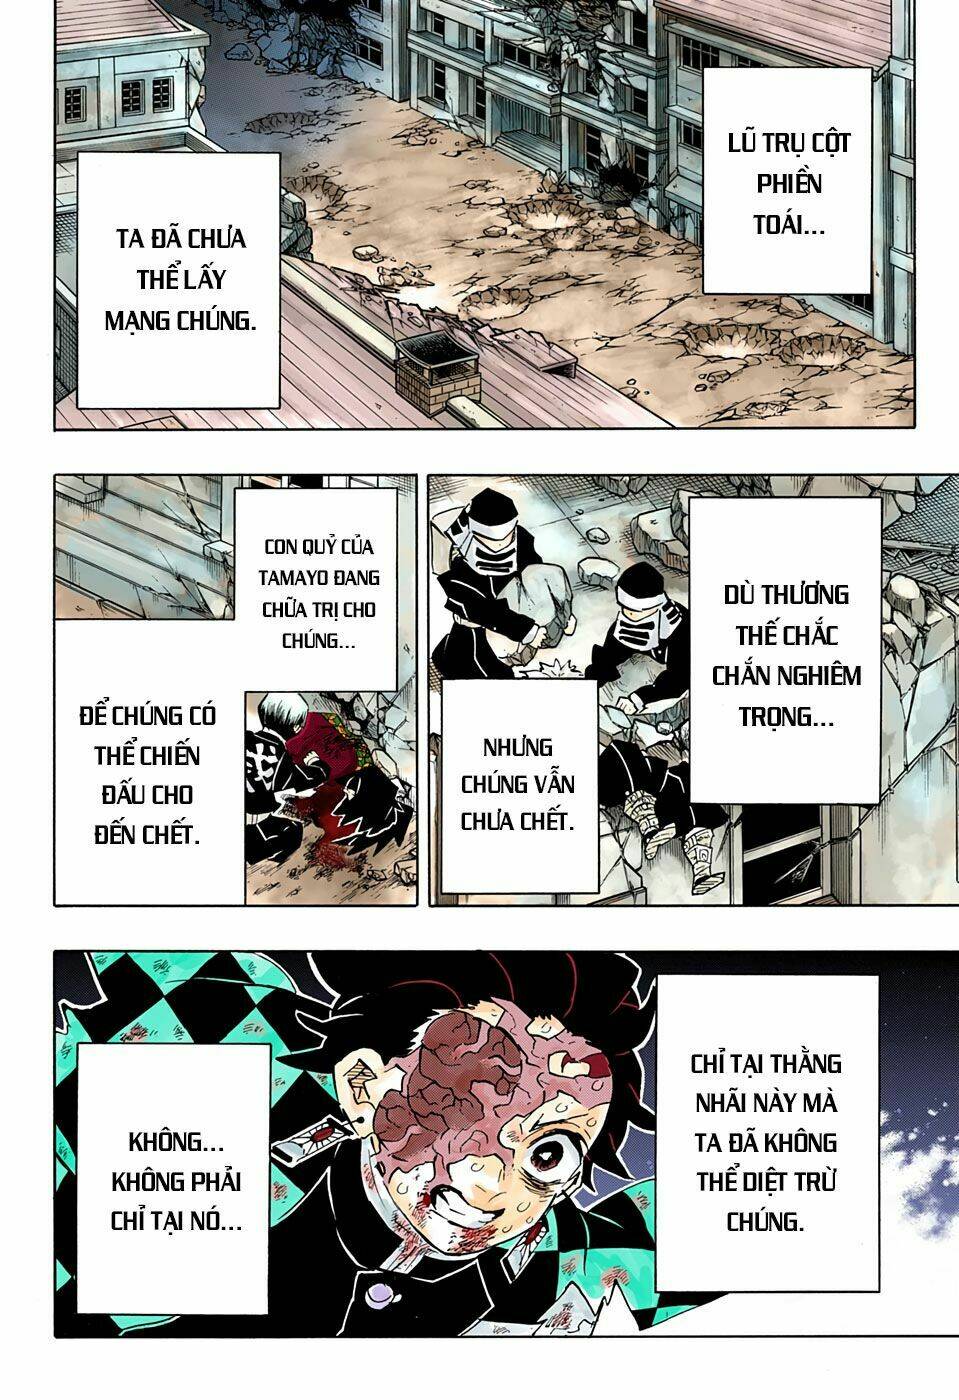 LŨ TRỤ CỘT
PHIỀN
TOÁI...
TA ĐÃ CHƯA
THỂ LẤY
MẠNG CHÚNG.
DÙ THƯƠNG
THẾ CHẮC
CHẮN NGHIÊM
TRỌNG...
NHƯNG
CHÚNG VẪN
CHƯA CHẾT.
CON QUỶ CỦA
TAMAYO ĐANG
CHỮA TRỊ CHO
CHÚNG...
ĐỂ CHÚNG CÓ
THỂ CHIẾN
ĐẤU CHO
ĐẾN CHẾT.
CHỈ TẠI THẰNG
NHÃI NÀY MÀ
TA ĐÃ KHÔNG
THỂ DIỆT TRỪ
CHÚNG.
KHÔNG...
KHÔNG PHẢI
CHỈ TẠI NÓ...